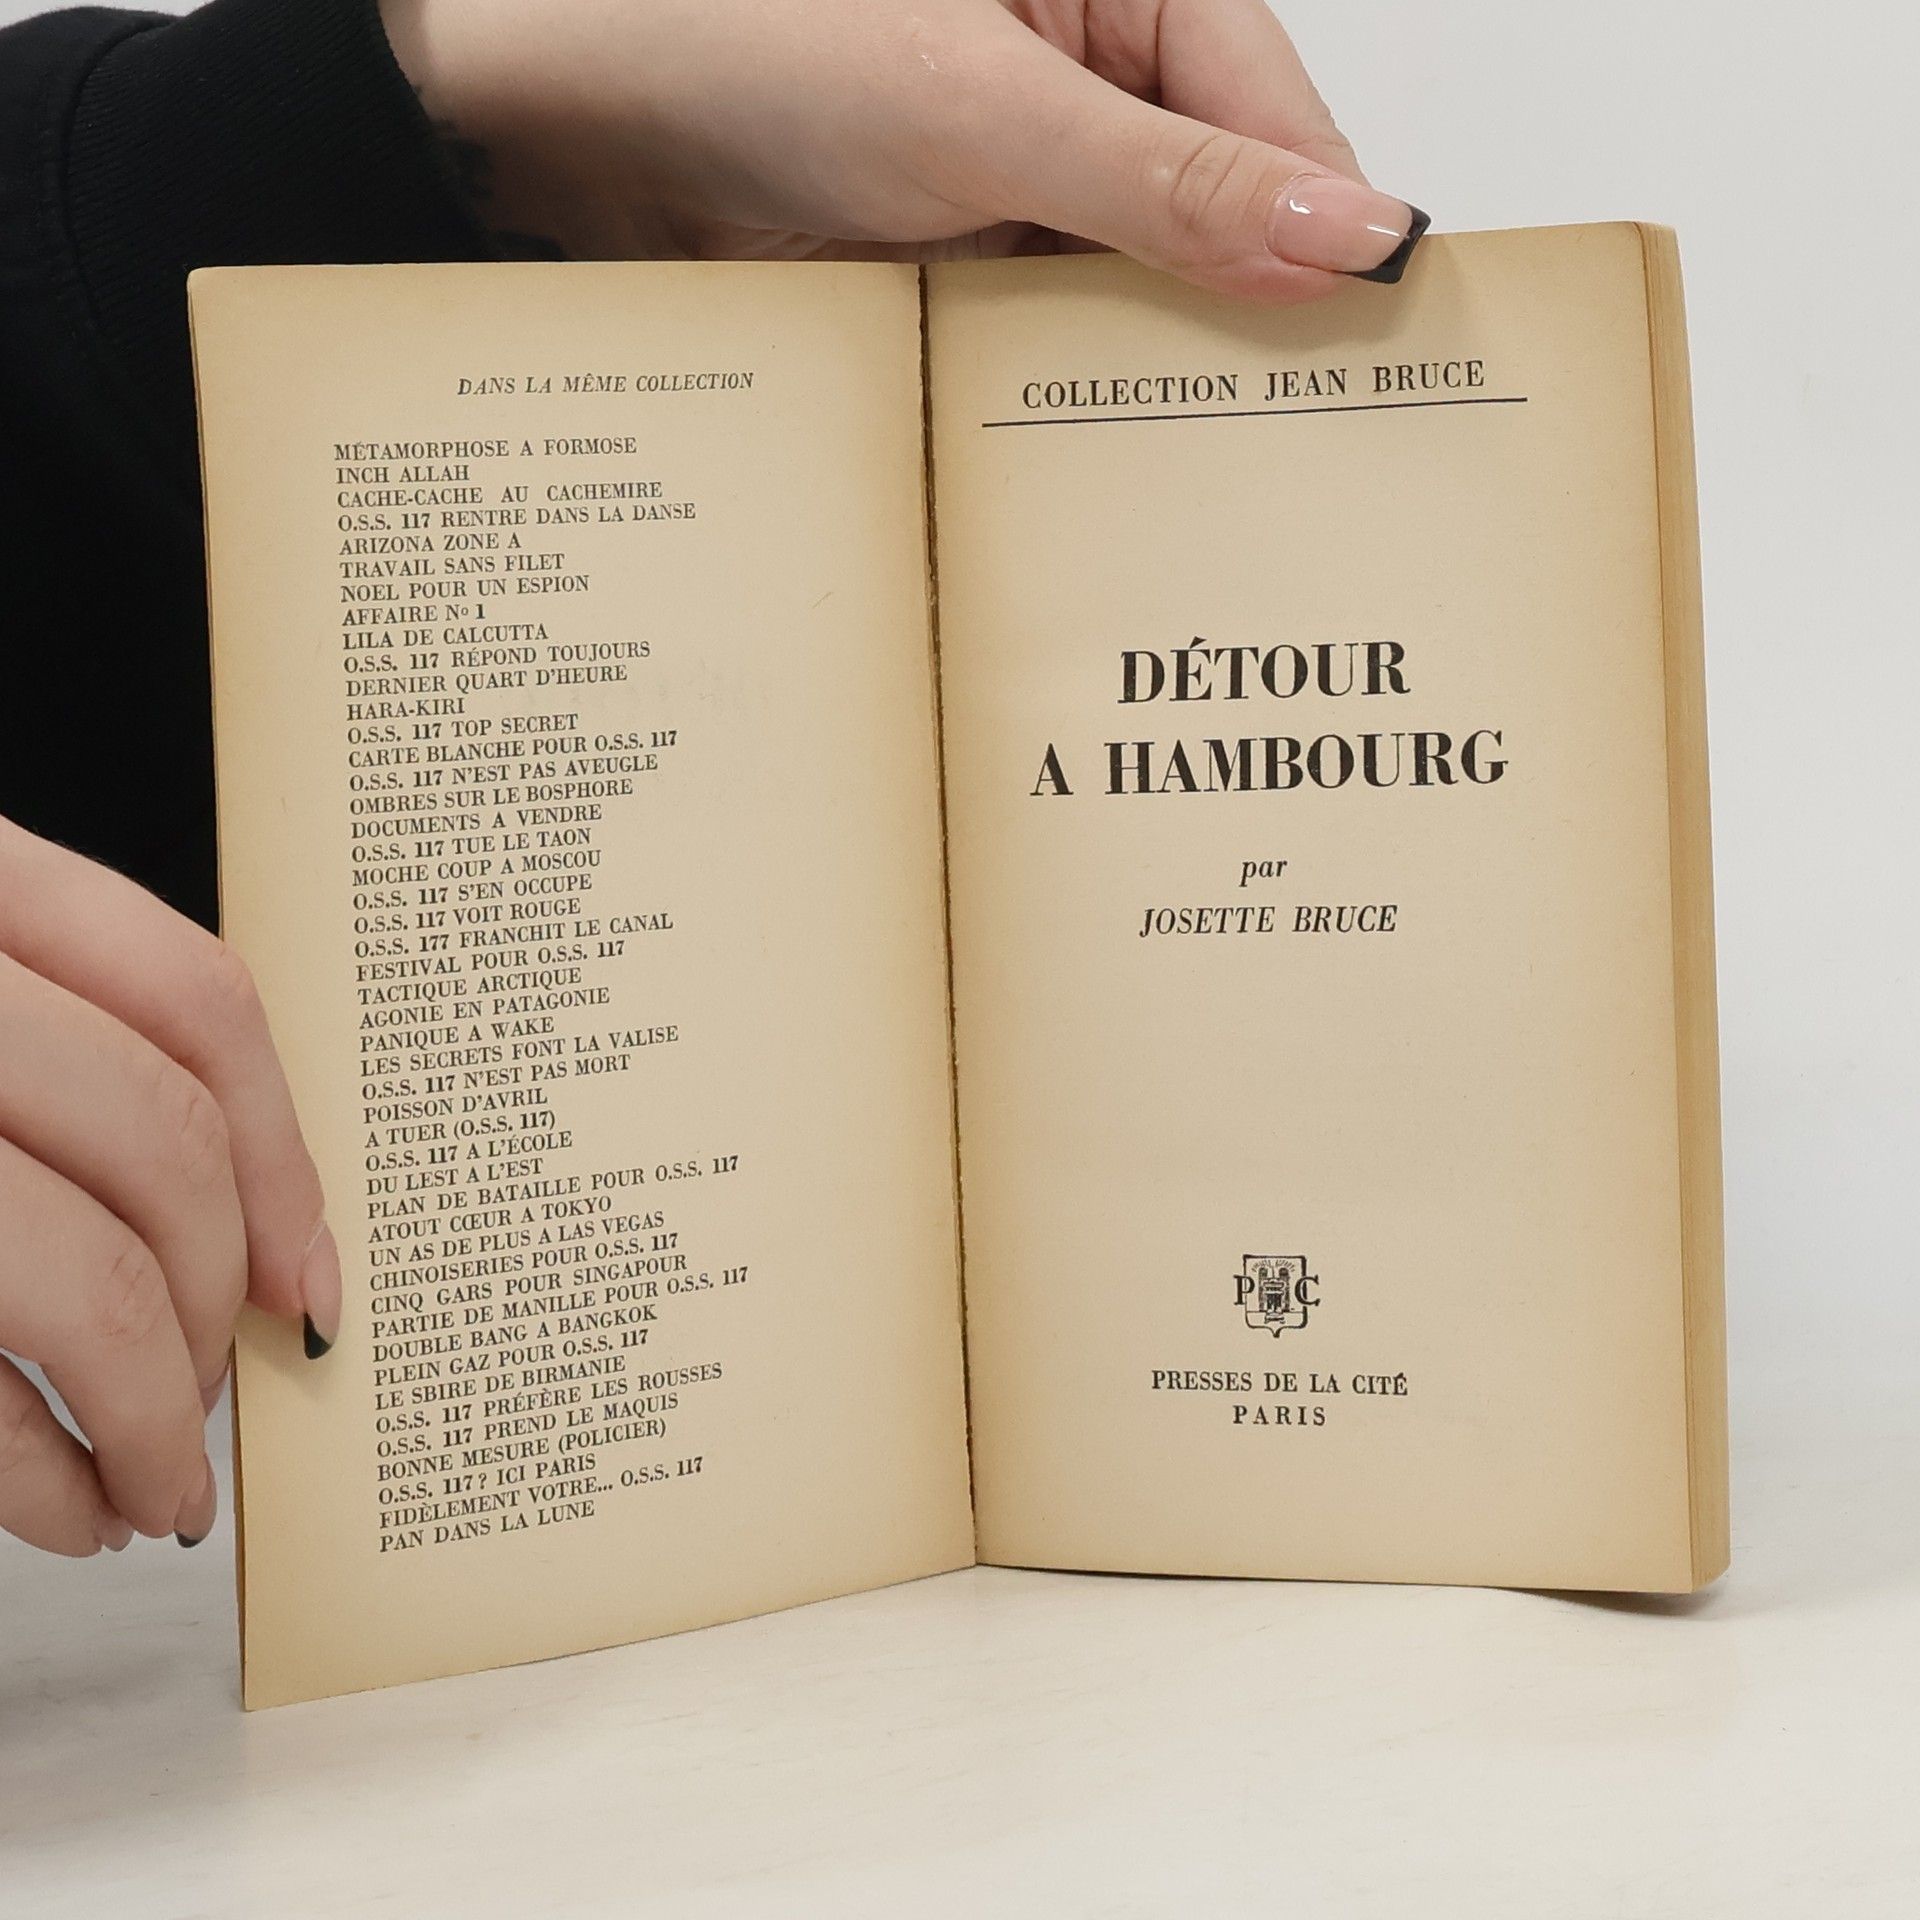 DANS LA MÊME COLLECTION
MÉTAMORPHOSE A FORMOSE
INCH ALLAH
CACHE-CACHE AU CACHEMIRE
O.S.S. 117 RENTRE DANS LA DANSE
ARIZONA ZONE A
TRAVAIL SANS FILET
NOEL POUR UN ESPION
AFFAIRE Nº 1
LILA DE CALCUTTA
O.S.S. 117 RÉPOND TOUJOURS
DERNIER QUART D'HEURE
HARA-KIRI
O.S.S. 117 TOP SECRET
CARTE BLANCHE POUR O.S.S. 117
O.S.S. 117 N'EST PAS AVEUGLE
OMBRES SUR LE BOSPHORE
DOCUMENTS A VENDRE
O.S.S. 117 TUE LE TAON
MOCHE COUP A MOSCOU
O.S.S. 117 S'EN OCCUPE
O.S.S. 117 VOIT ROUGE
O.S.S. 177 FRANCHIT LE CANAL
FESTIVAL POUR O.S.S. 117
TACTIQUE ARCTIQUE
AGONIE EN PATAGONIE
PANIQUE A WAKE
LES SECRETS FONT LA VALISE
O.S.S. 117 N'EST PAS MORT
POISSON D'AVRIL
A TUER (O.S.S. 117)
O.S.S. 117 A L'ÉCOLE
DU LEST A L'EST
PLAN DE BATAILLE POUR O.S.S. 117
ATOUT CŒUR A TOKYO
UN AS DE PLUS A LAS VEGAS
CHINOISERIES POUR O.S.S. 117
CINQ GARS POUR SINGAPOUR
PARTIE DE MANILLE POUR O.S.S. 117
DOUBLE BANG A BANGKOK
PLEIN GAZ POUR O.S.S. 117
LE SBIRE DE BIRMANIE
O.S.S. 117 PRÉFÈRE LES ROUSSES
O.S.S. 117 PREND LE MAQUIS
BONNE MESURE (POLICIER)
O.S.S. 117 ? ICI PARIS
FIDÈLEMENT VOTRE... O.S.S. 117
PAN DANS LA LUNE
COLLECTION JEAN BRUCE
DÉTOUR
A HAMBOURG
par
JOSETTE BRUCE
P C
PRESSES DE LA CITÉ
PARIS